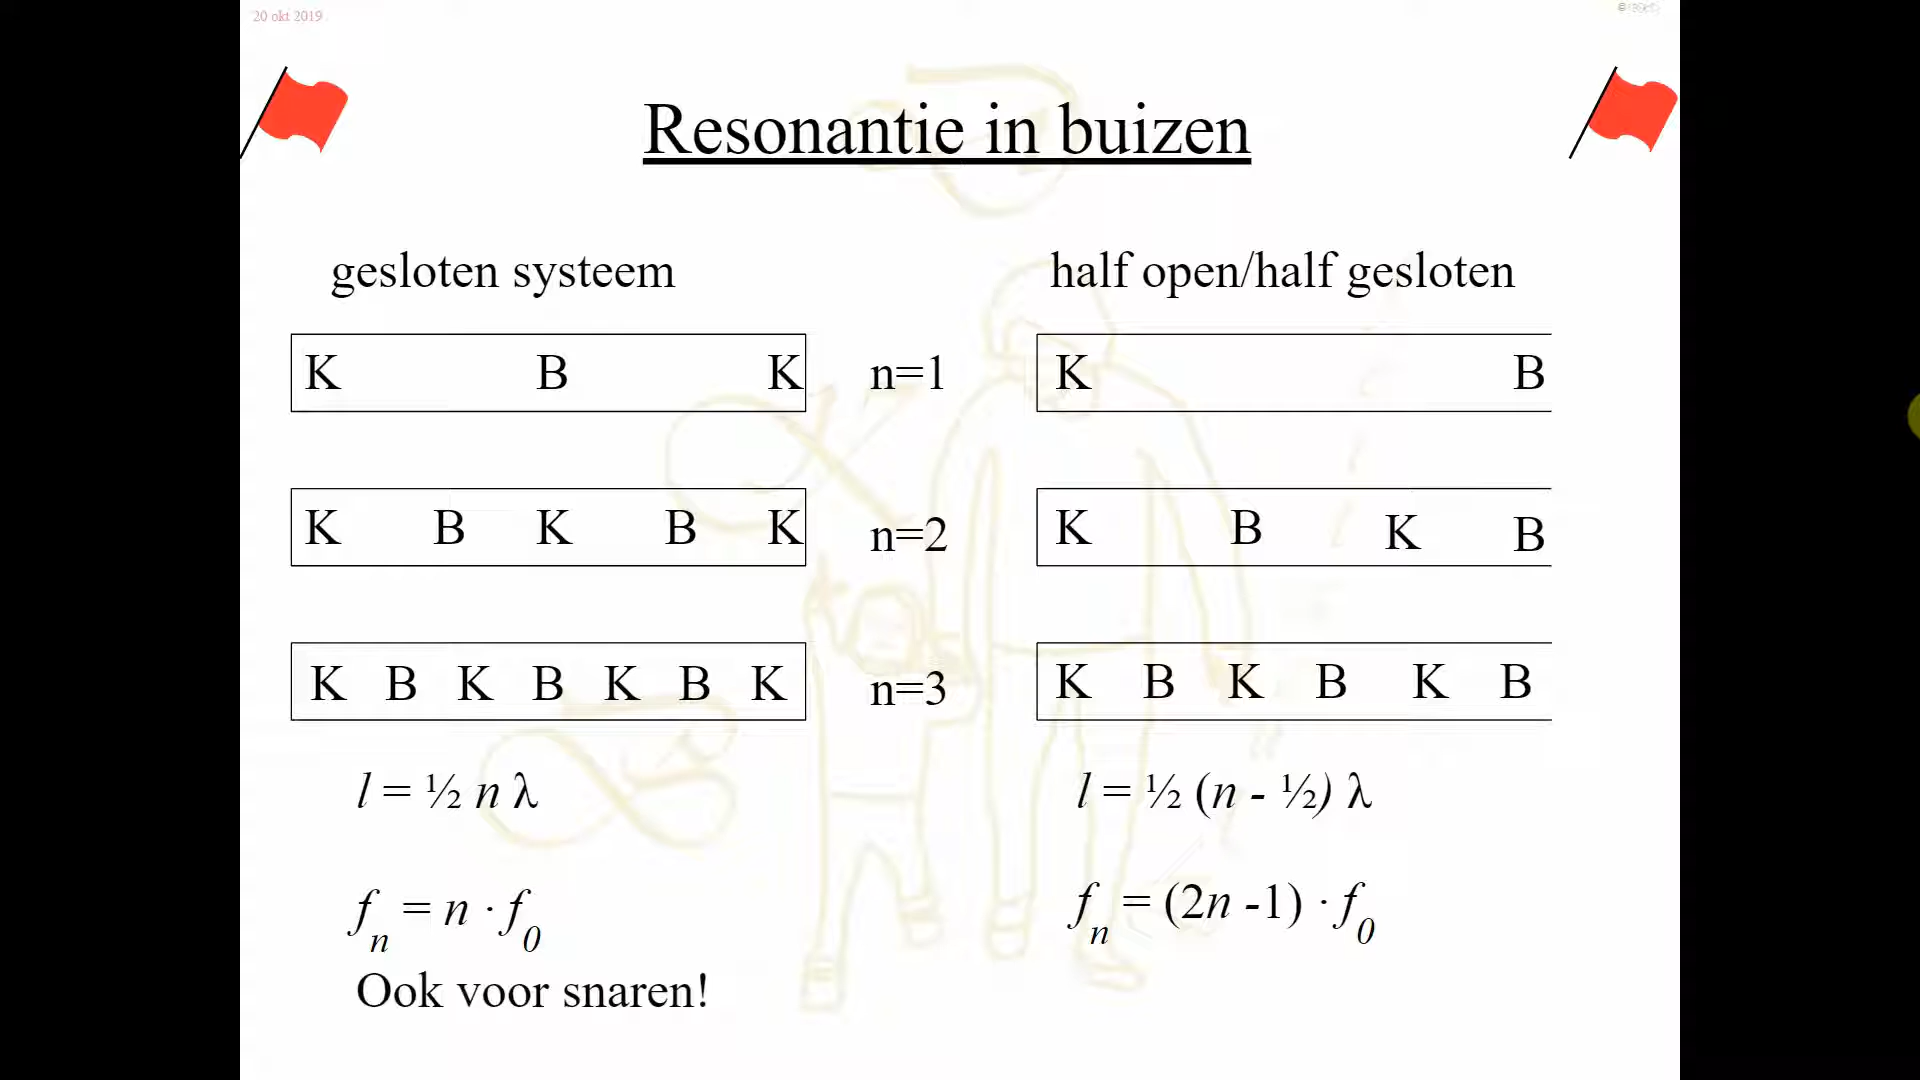 20 okt 2019
Resonantie in buizen
gesloten systeem
half open/half gesloten
K B K
n=1
K B
K B K B K
n=2
K B K B
K B K B K B K
n=3
K B K B K B
l = ½ n λ
l = ½ (n - ½) λ
fn = n · f0
fn = (2n -1) · f0
Ook voor snaren!